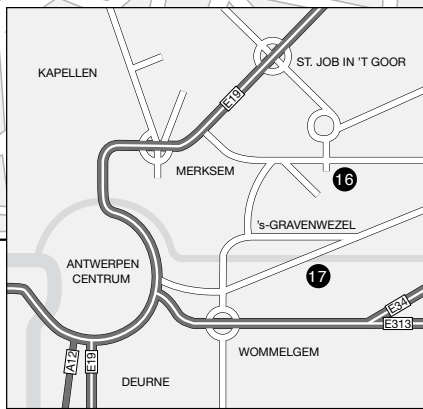 ST. JOB IN 'T GOOR
KAPELLEN
E19
MERKSEM
16
's-GRAVENWEZEL
ANTWERPEN
CENTRUM
17
E34
E313
WOMMELGEM
A12
E19
DEURNE